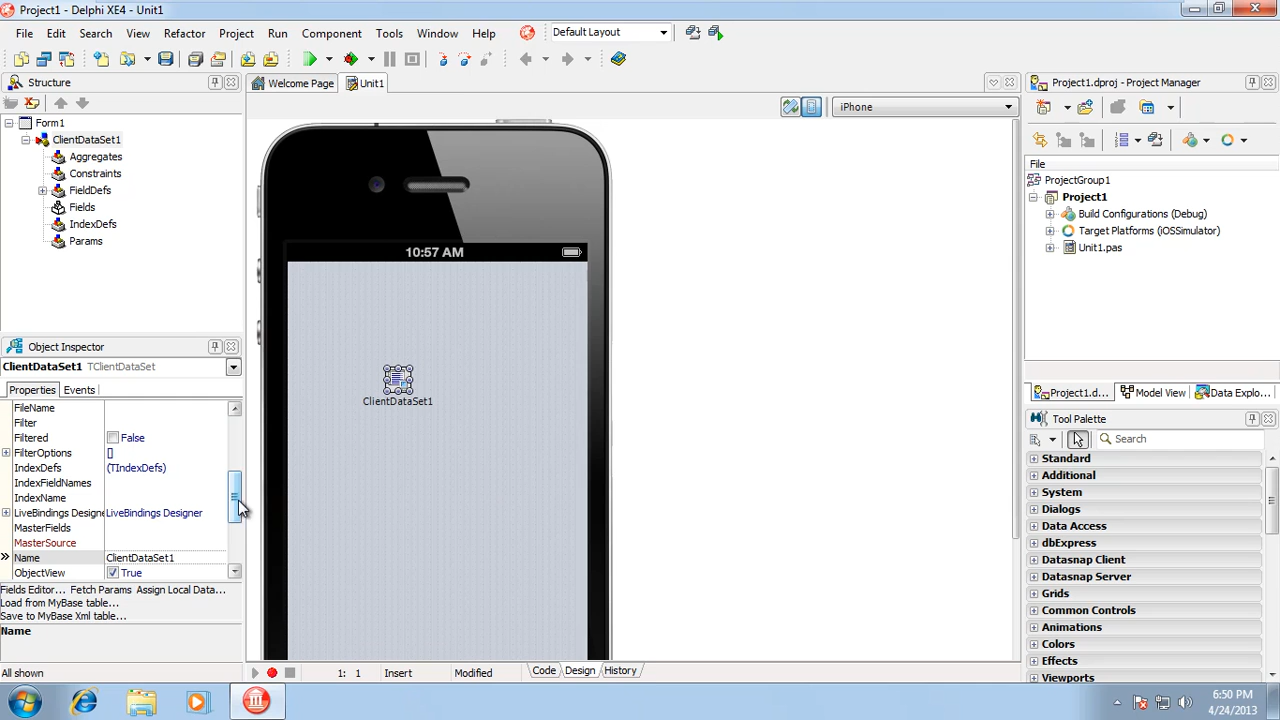 Project1 - Delphi XE4 - Unit1
File Edit Search View Refactor Project Run Component Tools Window Help Default Layout
Structure
Form1
ClientDataSet1
Aggregates
Constraints
FieldDefs
Fields
IndexDefs
Params
Object Inspector
ClientDataSet1 TClientDataSet
Properties Events
FileName
Filter
Filtered False
FilterOptions []
IndexDefs (TIndexDefs)
IndexFieldNames
IndexName
LiveBindings Designe LiveBindings Designer
MasterFields
MasterSource
Name ClientDataSet1
ObjectView True
Fields Editor... Fetch Params Assign Local Data...
Load from MyBase table...
Save to MyBase Xml table...
Name
All shown
Welcome Page Unit1
iPhone
10:57 AM
ClientDataSet1
1: 1 Insert Modified Code Design History
Project1.dproj - Project Manager
File
ProjectGroup1
Project1
Build Configurations (Debug)
Target Platforms (iOSSimulator)
Unit1.pas
Project1.d... Model View Data Explo...
Tool Palette
Search
Standard
Additional
System
Dialogs
Data Access
dbExpress
Datasnap Client
Datasnap Server
Grids
Common Controls
Animations
Colors
Effects
Viewports
6:50 PM
4/24/2013